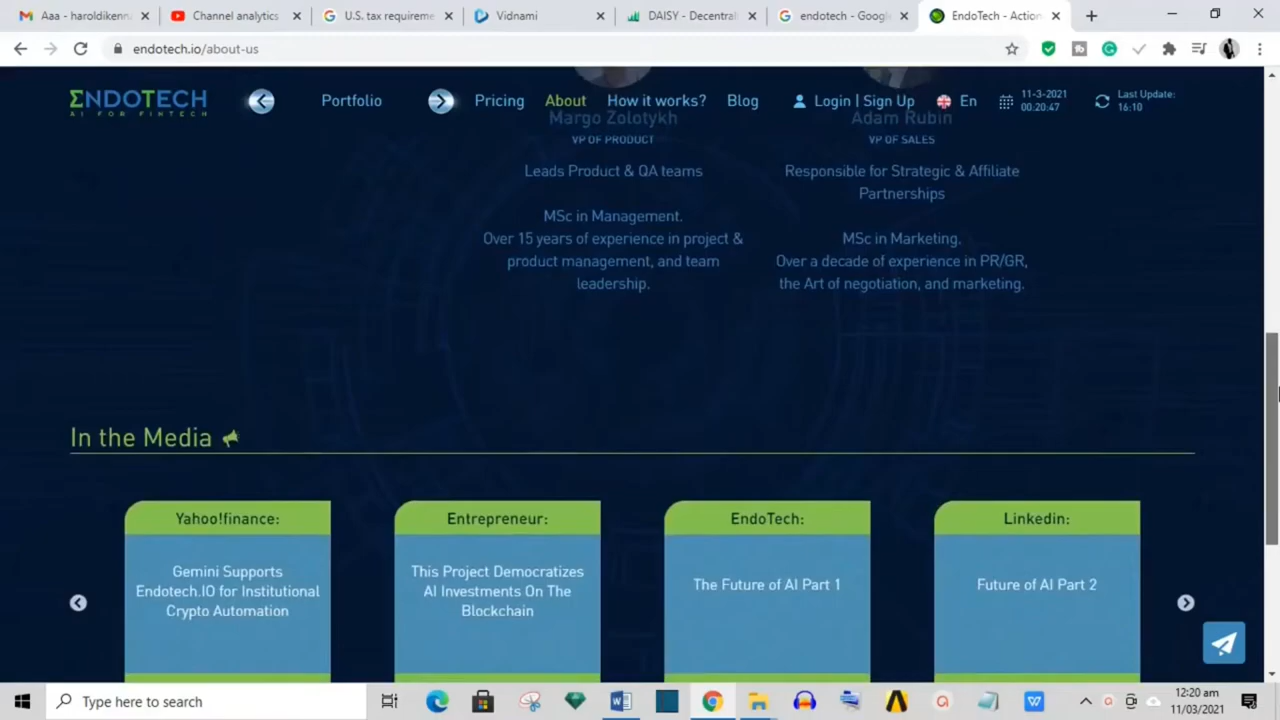 Aaa - haroldikenn
Channel analytics
U.S. tax requireme
Vidnami
DAISY - Decentrali
endotech - Google
EndoTech - Action
endotech.io/about-us
ΣNDOTECH
AI FOR FINTECH
Portfolio
Pricing
About
How it works?
Blog
Login | Sign Up
En
11-3-2021
00:20:47
Last Update:
16:10
Margo Zolotykh
VP OF PRODUCT
Leads Product & QA teams
MSc in Management.
Over 15 years of experience in project &
product management, and team
leadership.
Adam Rubin
VP OF SALES
Responsible for Strategic & Affiliate
Partnerships
MSc in Marketing.
Over a decade of experience in PR/GR,
the Art of negotiation, and marketing.
In the Media
Yahoo!finance:
Gemini Supports
Endotech.IO for Institutional
Crypto Automation
Entrepreneur:
This Project Democratizes
AI Investments On The
Blockchain
EndoTech:
The Future of AI Part 1
Linkedin:
Future of AI Part 2
Type here to search
12:20 am
11/03/2021